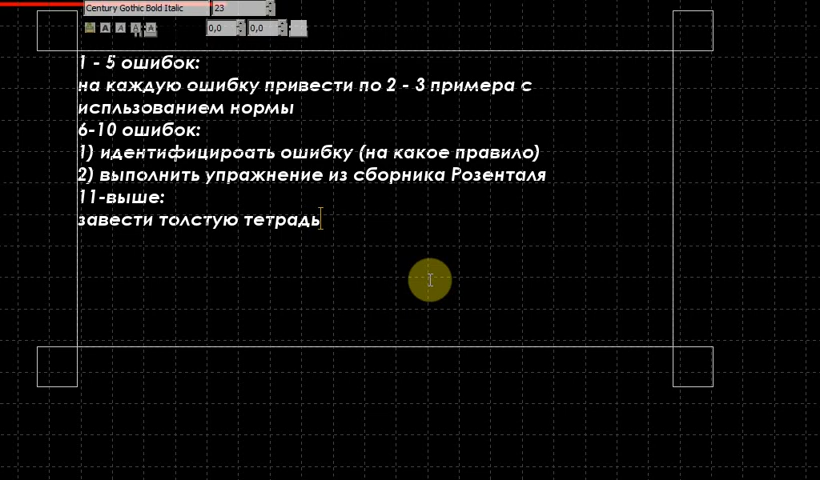 Century Gothic Bold Italic 23
A A A A 0,0 0,0
1 - 5 ошибок:
на каждую ошибку привести по 2 - 3 примера с
испльзованием нормы
6-10 ошибок:
1) идентифицироать ошибку (на какое правило)
2) выполнить упражнение из сборника Розенталя
11-выше:
завести толстую тетрадь